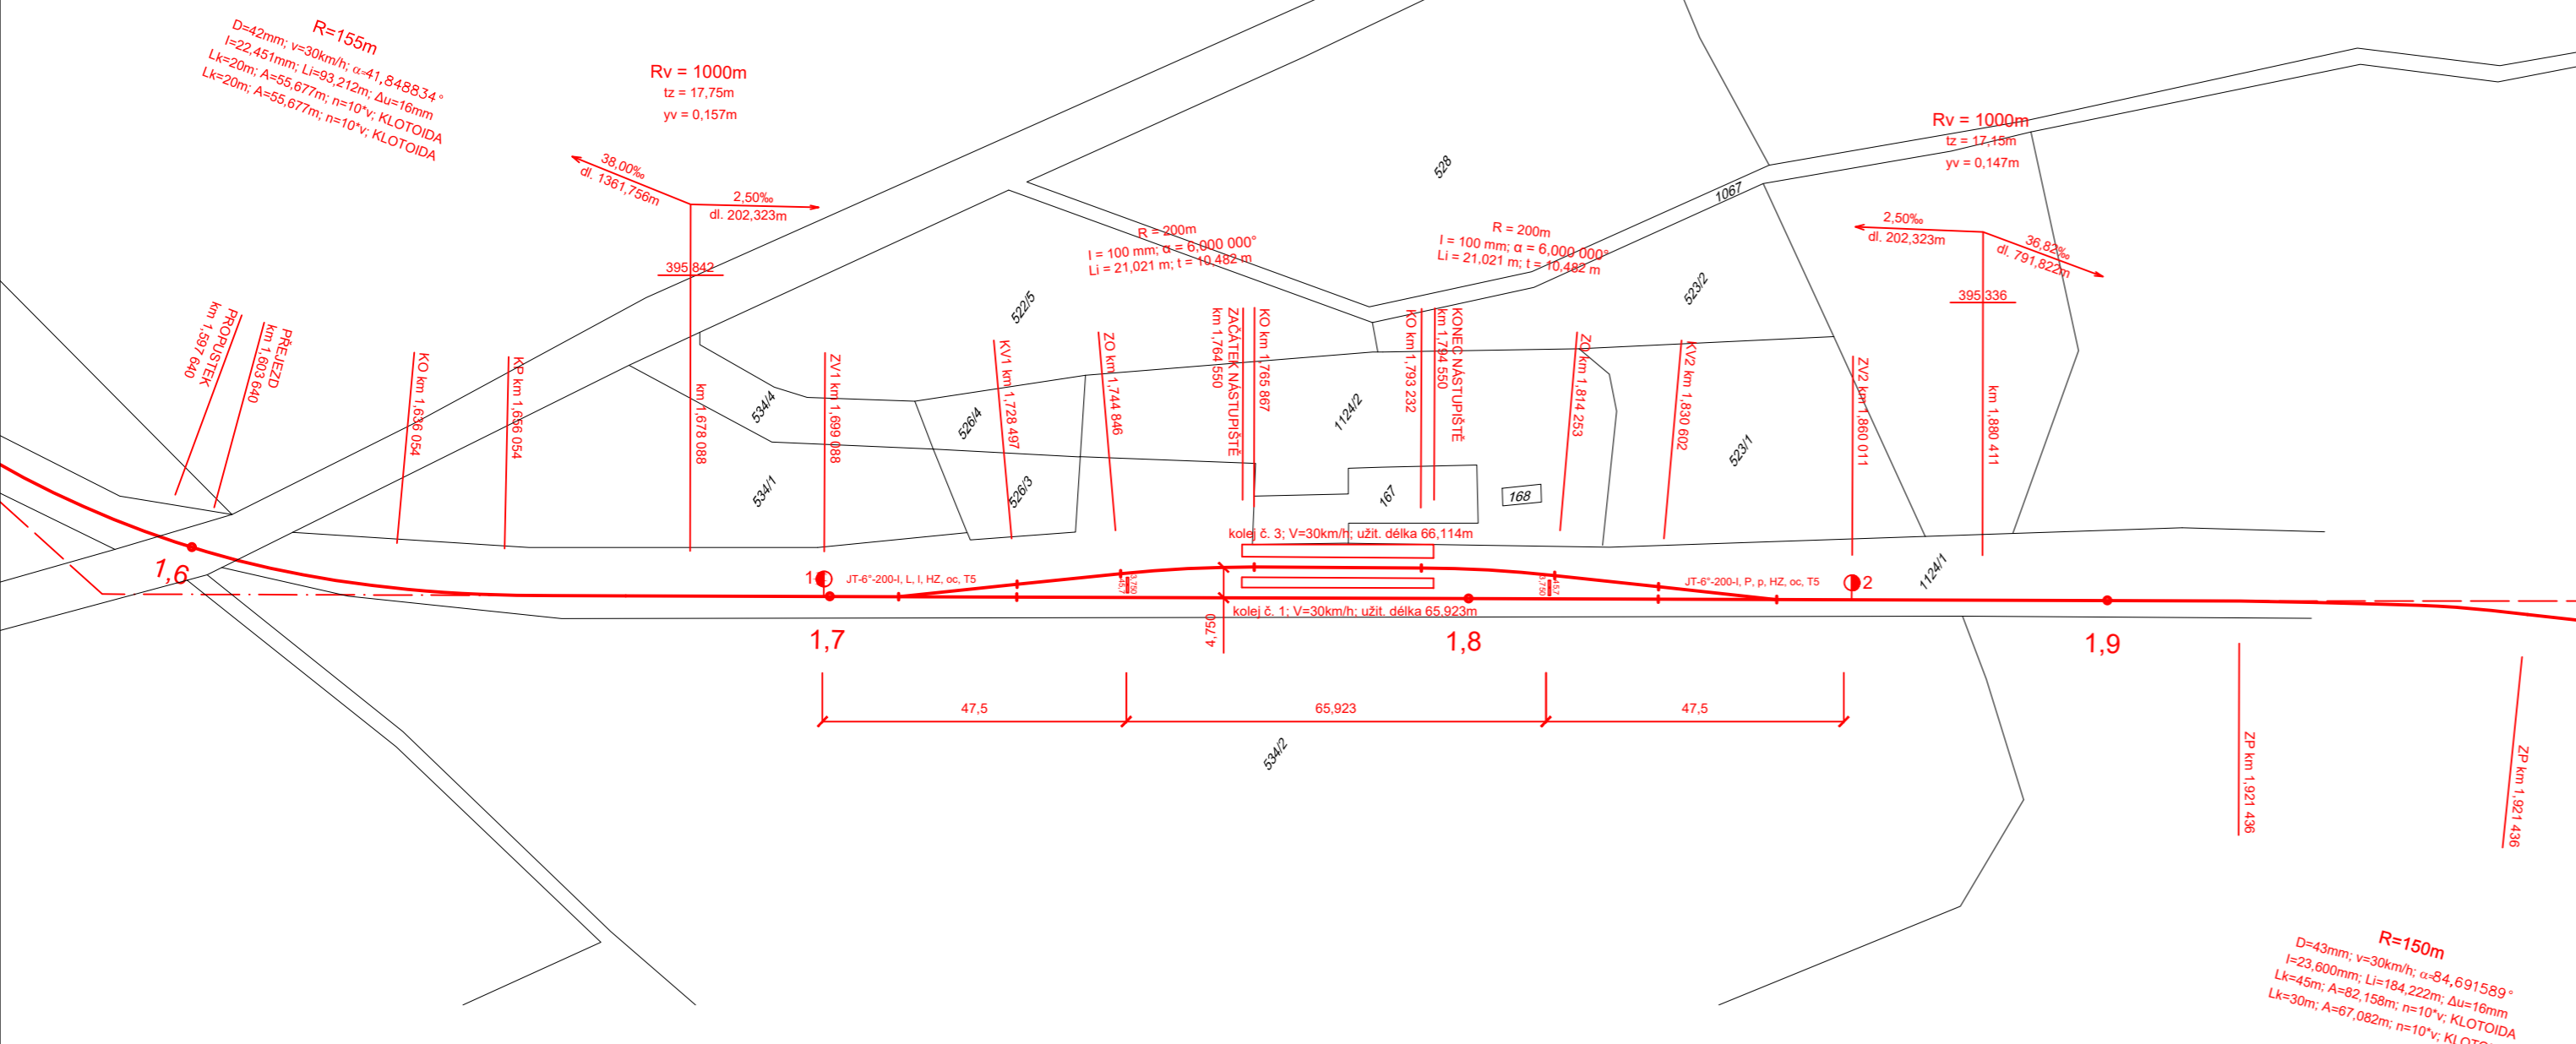 R=155m
D=42mm; v=30km/h; α=41,848834°
I=22,451mm; Li=93,212m; Δu=16mm
Lk=20m; A=55,677m; n=10*v; KLOTOIDA
Lk=20m; A=55,677m; n=10*v; KLOTOIDA
Rv = 1000m
tz = 17,75m
yv = 0,157m
38,00‰
dl. 1361,756m
2,50‰
dl. 202,323m
395,842
Rv = 1000m
tz = 17,15m
yv = 0,147m
2,50‰
dl. 202,323m
36,82‰
dl. 791,822m
395,336
R = 200m
I = 100 mm; α = 6,000 000°
Li = 21,021 m; t = 10,482 m
R = 200m
I = 100 mm; α = 6,000 000°
Li = 21,021 m; t = 10,482 m
528
1067
522/5
523/2
534/4
526/4
1124/2
523/1
534/1
526/3
167
168
1124/1
534/2
PROPUSTEK
km 1,597 640
PŘEJEZD
km 1,603 640
KO km 1,636 054
KP km 1,656 054
km 1,678 088
ZV1 km 1,699 088
KV1 km 1,728 497
ZO km 1,744 846
ZAČÁTEK NÁSTUPIŠTĚ
km 1,764 550
KO km 1,765 867
KO km 1,793 232
KONEC NÁSTUPIŠTĚ
km 1,794 550
ZO km 1,814 253
KV2 km 1,830 602
ZV2 km 1,860 011
km 1,880 411
kolej č. 3; V=30km/h; užit. délka 66,114m
1
JT-6°-200-I, L, l, HZ, oc, T5
3,750
JT-6°-200-I, P, p, HZ, oc, T5
3,750
2
kolej č. 1; V=30km/h; užit. délka 65,923m
4,750
1,6
1,7
1,8
1,9
47,5
65,923
47,5
ZP km 1,921 436
ZP km 1,921 436
R=150m
D=43mm; v=30km/h; α=84,691589°
I=23,600mm; Li=184,222m; Δu=16mm
Lk=45m; A=82,158m; n=10*v; KLOTOIDA
Lk=30m; A=67,082m; n=10*v;